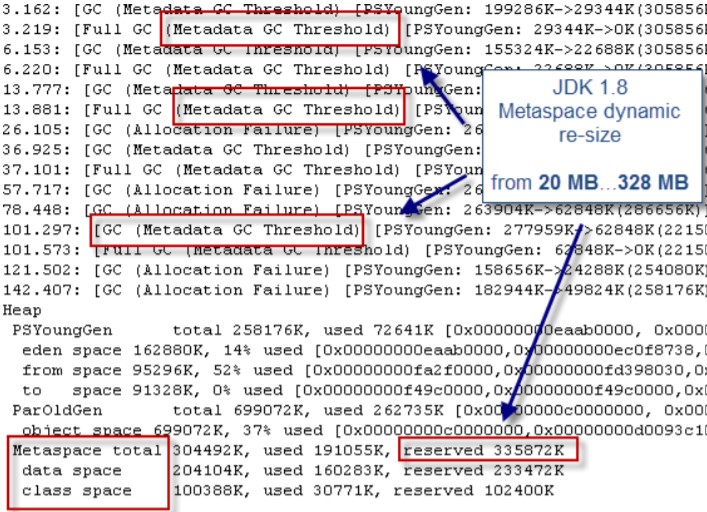 3.162: [GC (Metadata GC Threshold) [PSYoungGen: 199286K->29344K(305856K
3.219: [Full GC (Metadata GC Threshold) [PSYoungGen: 29344K->0K(305856K
6.153: [GC (Metadata GC Threshold) [PSYoungGen: 155324K->22688K(305856K
6.220: [Full GC (Metadata GC Threshold) [PSYoungGen: 22688K->0K(305856K
13.777: [GC (Metadata GC Threshold) [PSYoungGen:
13.881: [Full GC (Metadata GC Threshold) [PSYoun
26.105: [GC (Allocation Failure) [PSYoungGen: 26
36.925: [GC (Metadata GC Threshold) [PSYoungGen:
37.101: [Full GC (Metadata GC Threshold) [PSYoun
57.717: [GC (Allocation Failure) [PSYoungGen: 26
78.448: [GC (Allocation Failure) [PSYoungGen: 263904K->62848K(286656K)]
101.297: [GC (Metadata GC Threshold) [PSYoungGen: 277959K->62848K(2215
101.573: [Full GC (Metadata GC Threshold) [PSYoungGen: 62848K->0K(2215
121.502: [GC (Allocation Failure) [PSYoungGen: 158656K->24288K(254080K)
142.407: [GC (Allocation Failure) [PSYoungGen: 182944K->49824K(258176K)
JDK 1.8
Metaspace dynamic
re-size
from 20 MB...328 MB
Heap
PSYoungGen total 258176K, used 72641K [0x00000000eaab0000, 0x000
eden space 162880K, 14% used [0x00000000eaab0000,0x00000000ec0f8738,0
from space 95296K, 52% used [0x00000000fa2f0000,0x00000000fd398030,0x
to space 91328K, 0% used [0x00000000f49c0000,0x00000000f49c0000,0x0
ParOldGen total 699072K, used 262735K [0x00000000c0000000, 0x000
object space 699072K, 37% used [0x00000000c0000000,0x00000000d0093c10
Metaspace total 304492K, used 191055K, reserved 335872K
data space 204104K, used 160283K, reserved 233472K
class space 100388K, used 30771K, reserved 102400K